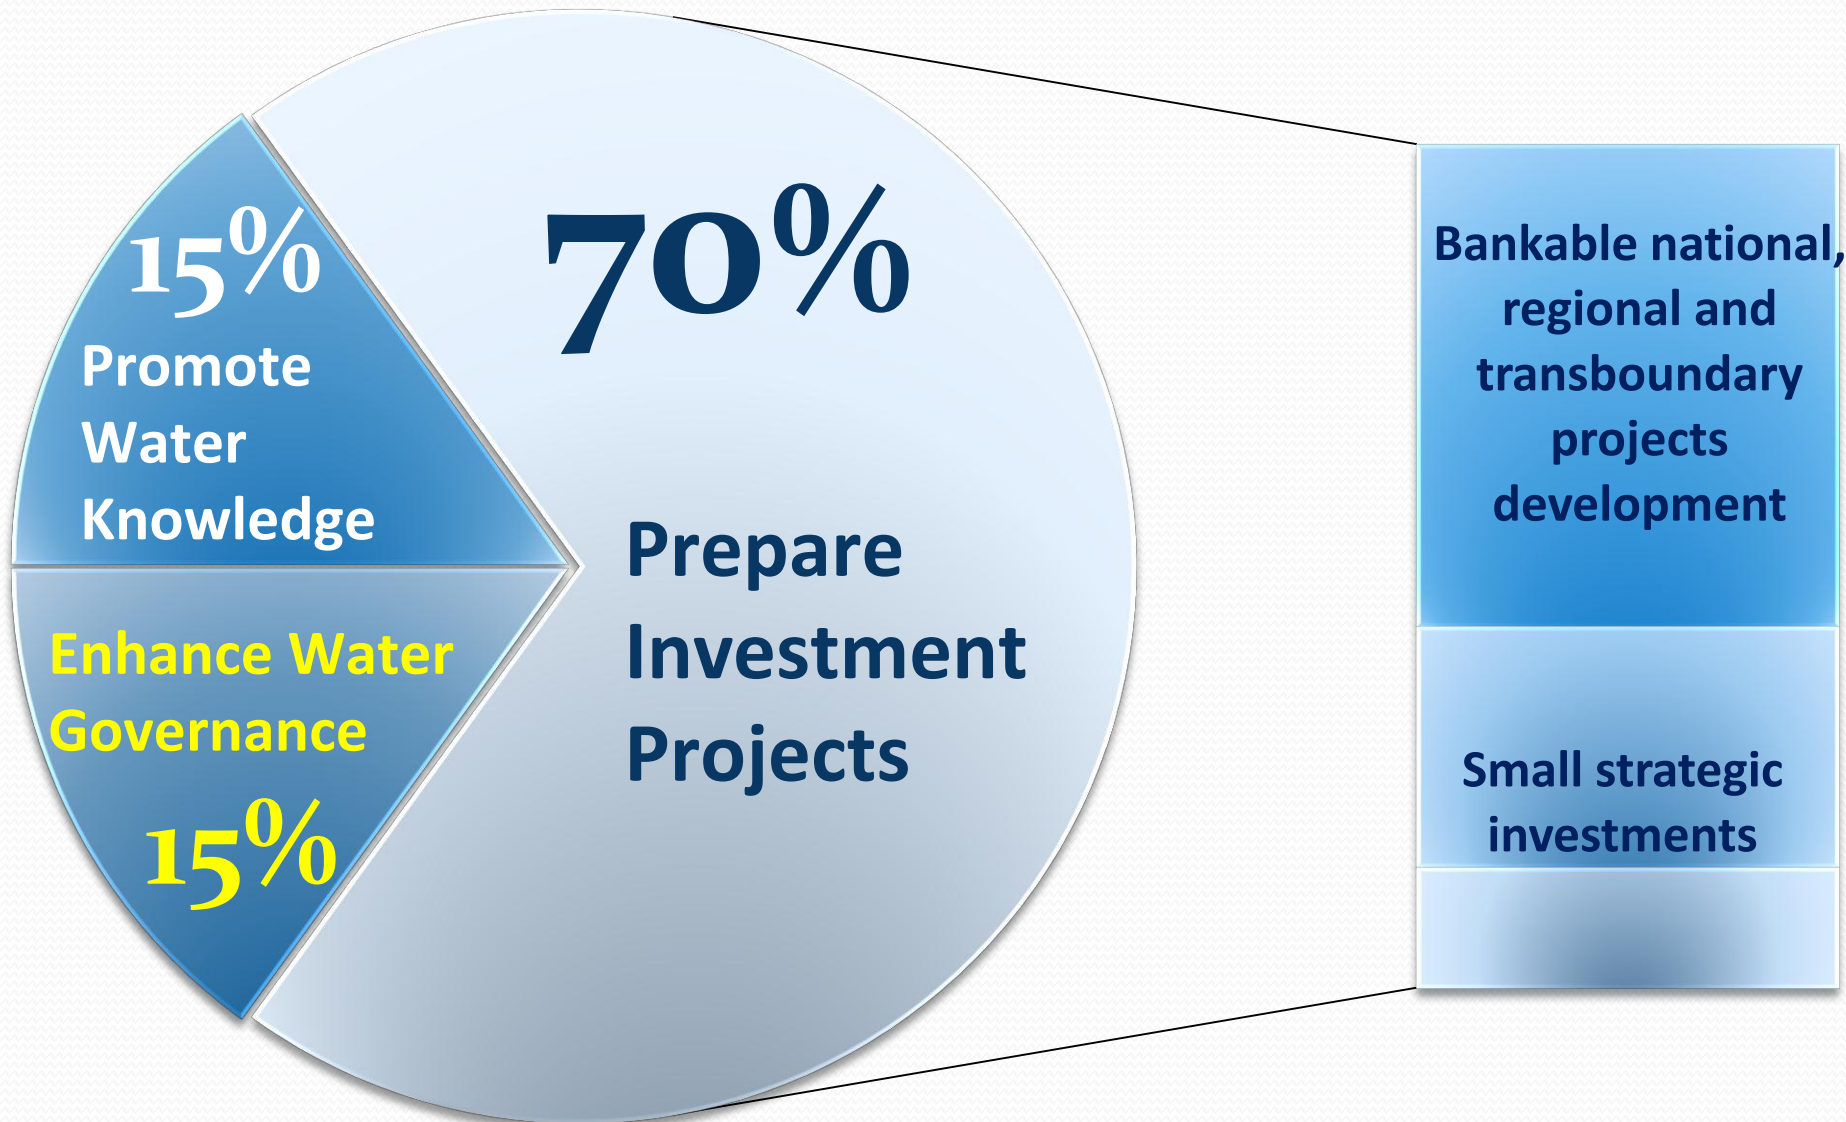 70%
Prepare
Investment
Projects
15%
Promote
Water
Knowledge
Enhance Water
Governance
15%
Bankable national,
regional and
transboundary
projects
development
Small strategic
investments